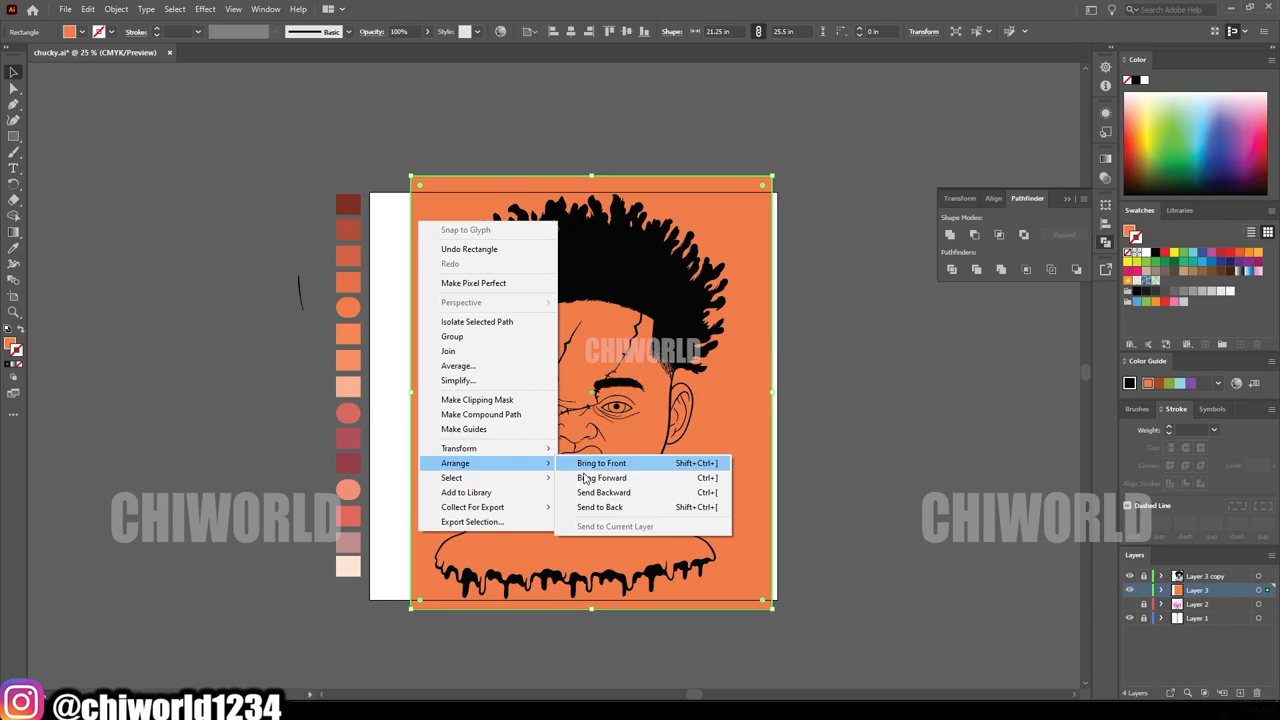 Ai File Edit Object Type Select Effect View Window Help Search Adobe Help
Rectangle Stroke: Basic Opacity: 100% Style: Shape: 21.25 in 25.5 in 0 in Transform
chucky.ai* @ 25 % (CMYK/Preview)
Color
Transform Align Pathfinder
Shape Modes:
Expand
Pathfinders:
Swatches Libraries
Snap to Glyph
Undo Rectangle
Redo
Make Pixel Perfect
Perspective
Isolate Selected Path
Group
Join
Average...
Simplify...
Make Clipping Mask
Make Compound Path
Make Guides
Transform
Arrange
Select
Add to Library
Collect For Export
Export Selection...
Bring to Front Shift+Ctrl+]
Bring Forward Ctrl+]
Send Backward Ctrl+[
Send to Back Shift+Ctrl+[
Send to Current Layer
CHIWORLD
CHIWORLD
CHIWORLD
Color Guide
Brushes Stroke Symbols
Weight:
Cap:
Corner:
Align Stroke:
Dashed Line
dash gap dash gap dash gap
Layers
Layer 3 copy
Layer 3
Layer 2
Layer 1
4 Layers
@chiworld1234